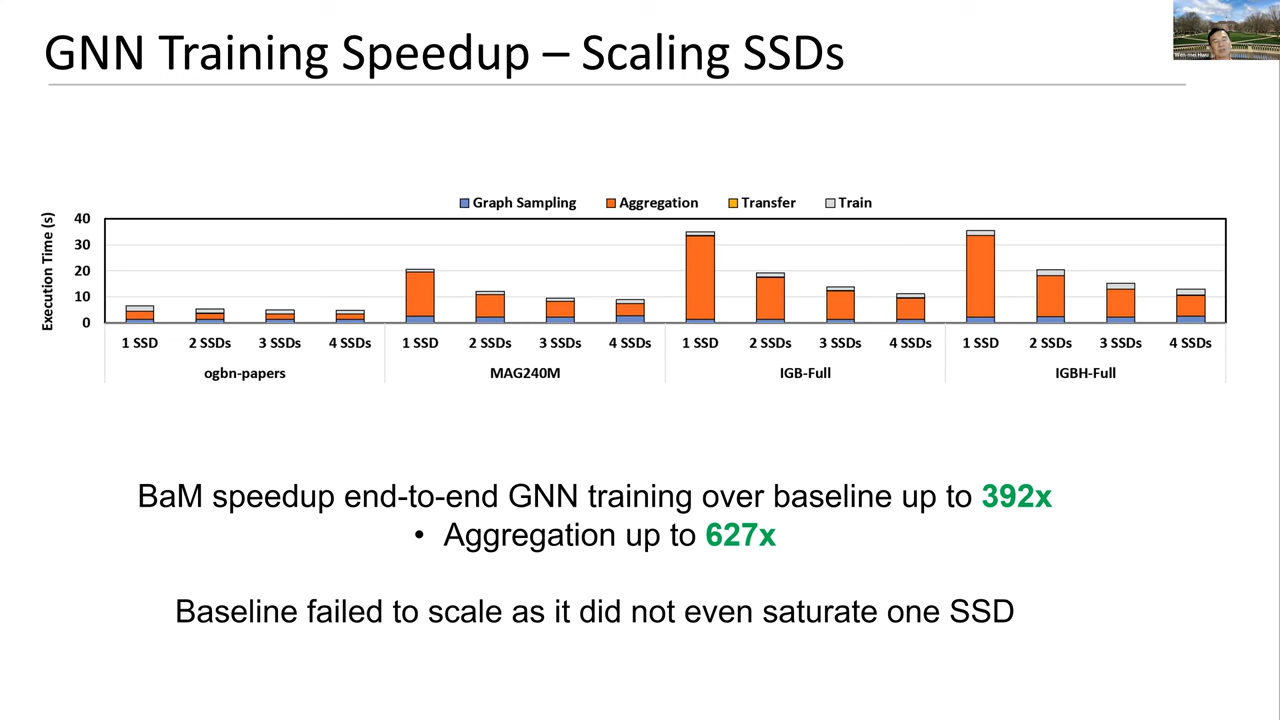 GNN Training Speedup – Scaling SSDs
Graph Sampling Aggregation Transfer Train
Execution Time (s)
40
30
20
10
0
1 SSD 2 SSDs 3 SSDs 4 SSDs 1 SSD 2 SSDs 3 SSDs 4 SSDs 1 SSD 2 SSDs 3 SSDs 4 SSDs 1 SSD 2 SSDs 3 SSDs 4 SSDs
ogbn-papers MAG240M IGB-Full IGBH-Full
BaM speedup end-to-end GNN training over baseline up to 392x
• Aggregation up to 627x
Baseline failed to scale as it did not even saturate one SSD